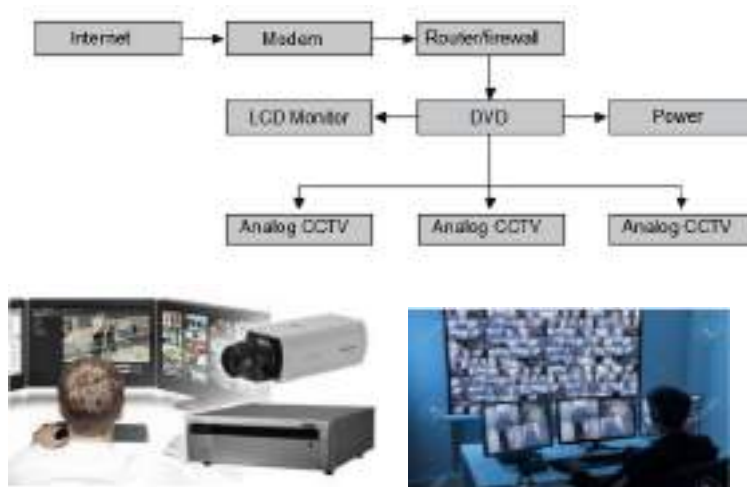 Internet
Modem
Router/firewall
LCD Monitor
DVD
Power
Analog CCTV
Analog CCTV
Analog CCTV